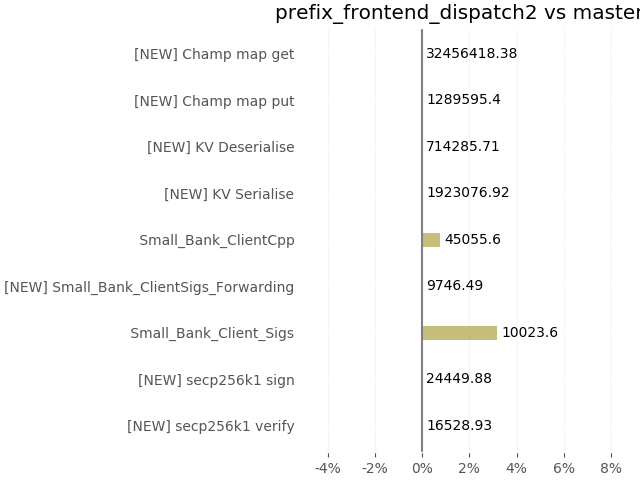 prefix_frontend_dispatch2 vs master
[NEW] Champ map get 32456418.38
[NEW] Champ map put 1289595.4
[NEW] KV Deserialise 714285.71
[NEW] KV Serialise 1923076.92
Small_Bank_ClientCpp 45055.6
[NEW] Small_Bank_ClientSigs_Forwarding 9746.49
Small_Bank_Client_Sigs 10023.6
[NEW] secp256k1 sign 24449.88
[NEW] secp256k1 verify 16528.93
-4% -2% 0% 2% 4% 6% 8%